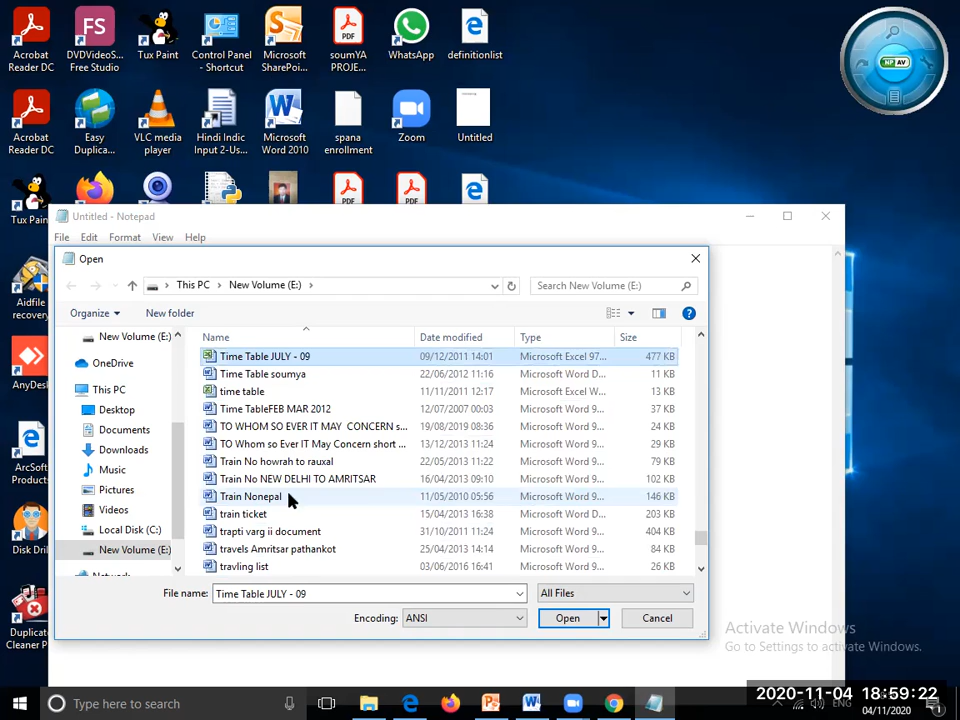 Acrobat
Reader DC
DVDVideoS...
Free Studio
Tux Paint
Control Panel
- Shortcut
Microsoft
SharePoi...
soumYA
PROJE...
WhatsApp
definitionlist
Acrobat
Reader DC
Easy
Duplica...
VLC media
player
Hindi Indic
Input 2-Us...
Microsoft
Word 2010
spana
enrollment
Zoom
Untitled
Tux Pain
Aidfile
recovery
AnyDes
ArcSof
Product
Disk Dril
Duplicat
Cleaner P
FS
PDF
PDF
PDF
NP AV
Untitled - Notepad
File Edit Format View Help
Open
This PC > New Volume (E:) >
Search New Volume (E:)
Organize
New folder
New Volume (E:)
OneDrive
This PC
Desktop
Documents
Downloads
Music
Pictures
Videos
Local Disk (C:)
New Volume (E:)
Name Date modified Type Size
Time Table JULY - 09 09/12/2011 14:01 Microsoft Excel 97... 477 KB
Time Table soumya 22/06/2012 11:16 Microsoft Word D... 11 KB
time table 11/11/2011 12:17 Microsoft Excel W... 13 KB
Time TableFEB MAR 2012 12/07/2007 00:03 Microsoft Word 9... 37 KB
TO WHOM SO EVER IT MAY CONCERN s... 19/08/2019 08:36 Microsoft Word 9... 24 KB
TO Whom so Ever IT May Concern short ... 13/12/2013 11:24 Microsoft Word 9... 29 KB
Train No howrah to rauxal 22/05/2013 11:22 Microsoft Word 9... 79 KB
Train No NEW DELHI TO AMRITSAR 16/04/2013 09:10 Microsoft Word 9... 102 KB
Train Nonepal 11/05/2010 05:56 Microsoft Word 9... 146 KB
train ticket 15/04/2013 16:38 Microsoft Word 9... 203 KB
trapti varg ii document 31/10/2011 11:24 Microsoft Word 9... 404 KB
travels Amritsar pathankot 25/04/2013 14:14 Microsoft Word 9... 84 KB
travling list 03/06/2016 16:41 Microsoft Word 9... 26 KB
File name: Time Table JULY - 09 All Files
Encoding: ANSI Open Cancel
Activate Windows
Go to Settings to activate Windows.
Type here to search
2020-11-04 18:59:22
04/11/2020